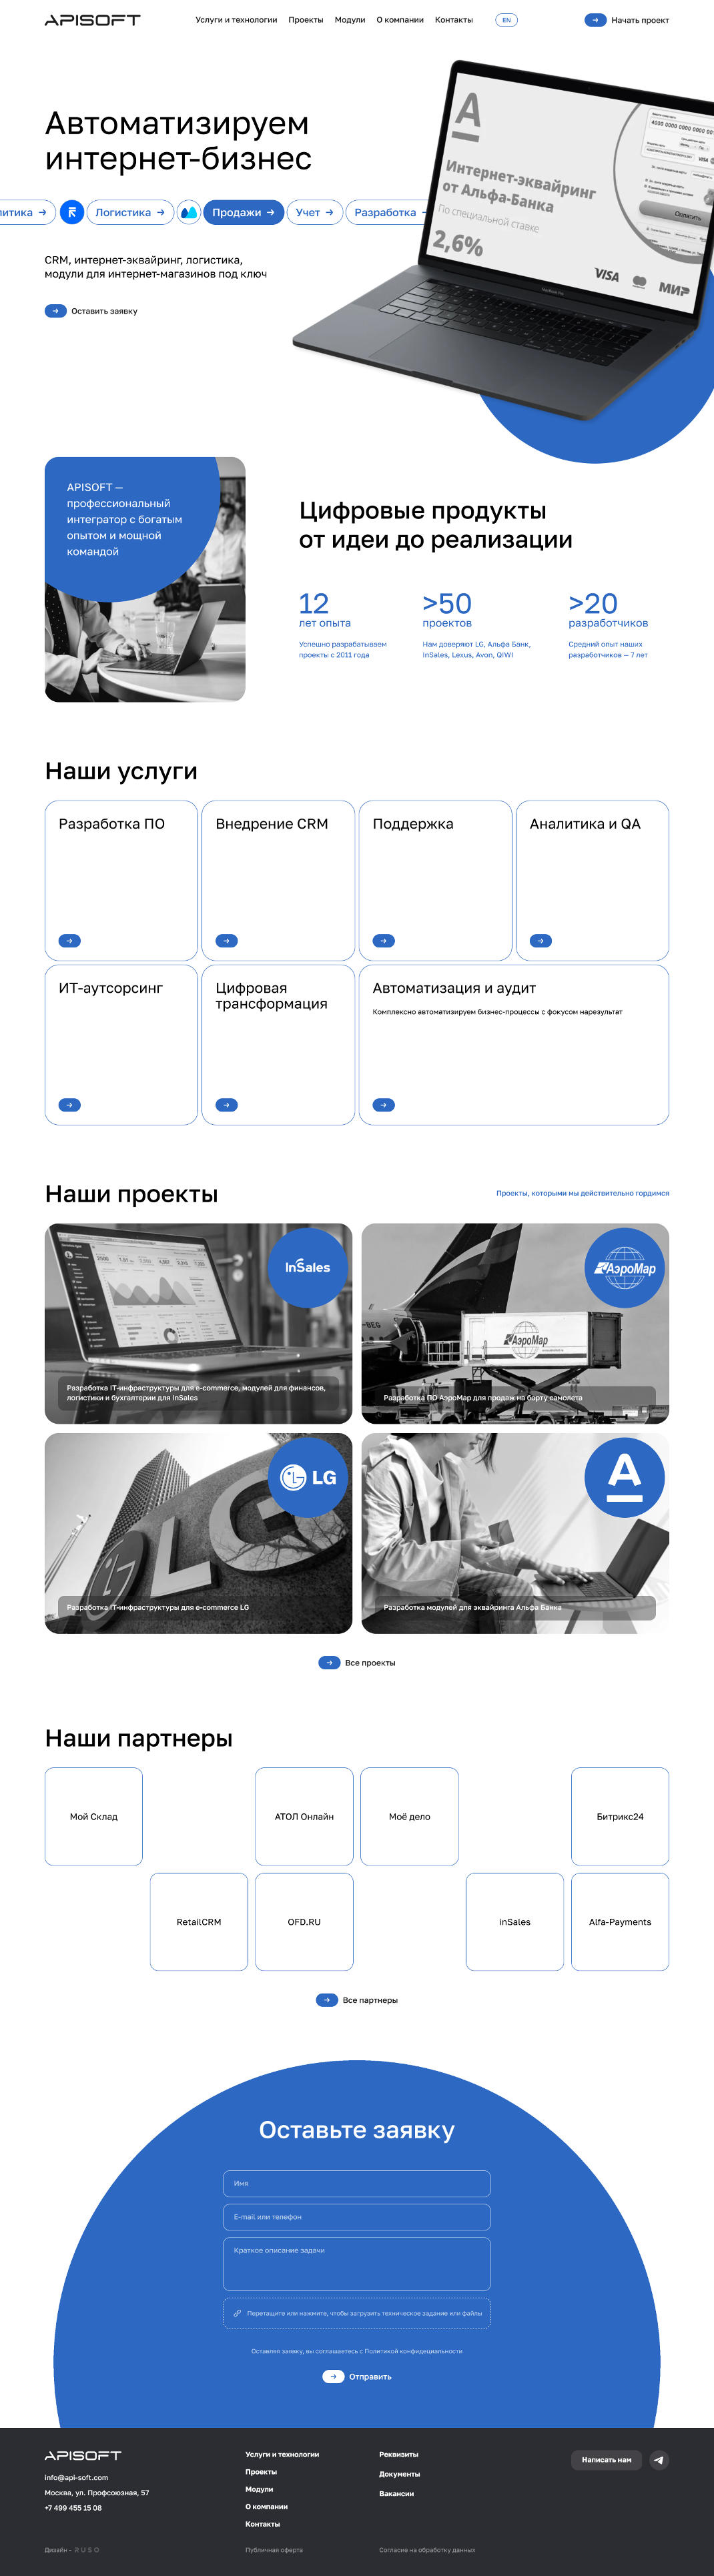 APISOFT
Услуги и технологии
Проекты
Модули
О компании
Контакты
EN
Начать проект
Автоматизируем
интернет-бизнес
Логистика
Продажи
Учет
Разработка
CRM, интернет-эквайринг, логистика,
модули для интернет-магазинов под ключ
Оставить заявку
Интернет-эквайринг
от Альфа-Банка
По специальной ставке
2,6%
VISA
МИР
Оплатить
APISOFT —
профессиональный
интегратор с богатым
опытом и мощной
командой
Цифровые продукты
от идеи до реализации
12
лет опыта
Успешно разрабатываем
проекты с 2011 года
>50
проектов
Нам доверяют LG, Альфа Банк,
inSales, Lexus, Avon, QIWI
>20
разработчиков
Средний опыт наших
разработчиков — 7 лет
Наши услуги
Разработка ПО
Внедрение CRM
Поддержка
Аналитика и QA
ИТ-аутсорсинг
Цифровая
трансформация
Автоматизация и аудит
Комплексно автоматизируем бизнес-процессы с фокусом нарезультат
Наши проекты
Проекты, которыми мы действительно гордимся
InSales
Разработка IT-инфраструктуры для e-commerce, модулей для финансов,
логистики и бухгалтерии для InSales
АэроМар
АэроМар
Разработка ПО АэроМар для продаж на борту самолета
LG
LG
Разработка IT-инфраструктуры для e-commerce LG
А
Разработка модулей для эквайринга Альфа Банка
Все проекты
Наши партнеры
Мой Склад
АТОЛ Онлайн
Моё дело
Битрикс24
RetailCRM
OFD.RU
inSales
Alfa-Payments
Все партнеры
Оставьте заявку
Имя
E-mail или телефон
Краткое описание задачи
Перетащите или нажмите, чтобы загрузить техническое задание или файлы
Оставляя заявку, вы соглашаетесь с Политикой конфидециальности
Отправить
APISOFT
info@api-soft.com
Москва, ул. Профсоюзная, 57
+7 499 455 15 08
Услуги и технологии
Проекты
Модули
О компании
Контакты
Реквизиты
Документы
Вакансии
Написать нам
Дизайн - RUSO
Публичная оферта
Согласие на обработку данных